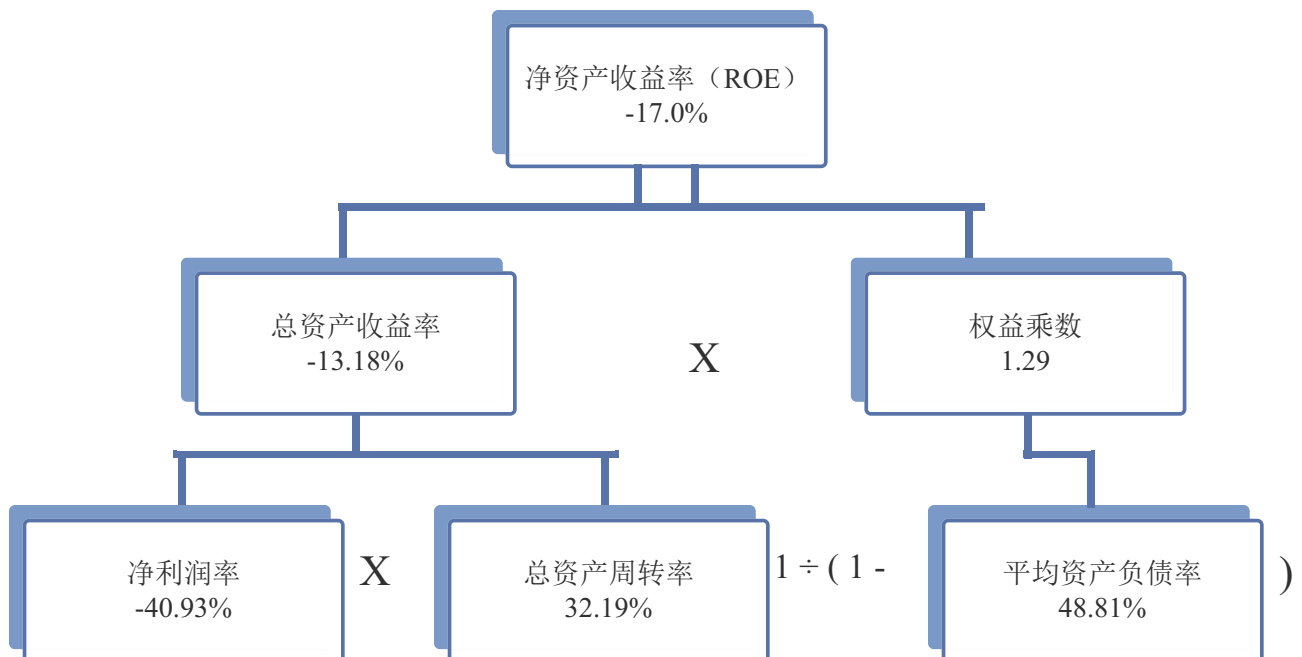 净资产收益率（ROE）
-17.0%
总资产收益率
-13.18%
X
权益乘数
1.29
净利润率
-40.93%
X
总资产周转率
32.19%
1 ÷ ( 1 -
平均资产负债率
48.81%
)